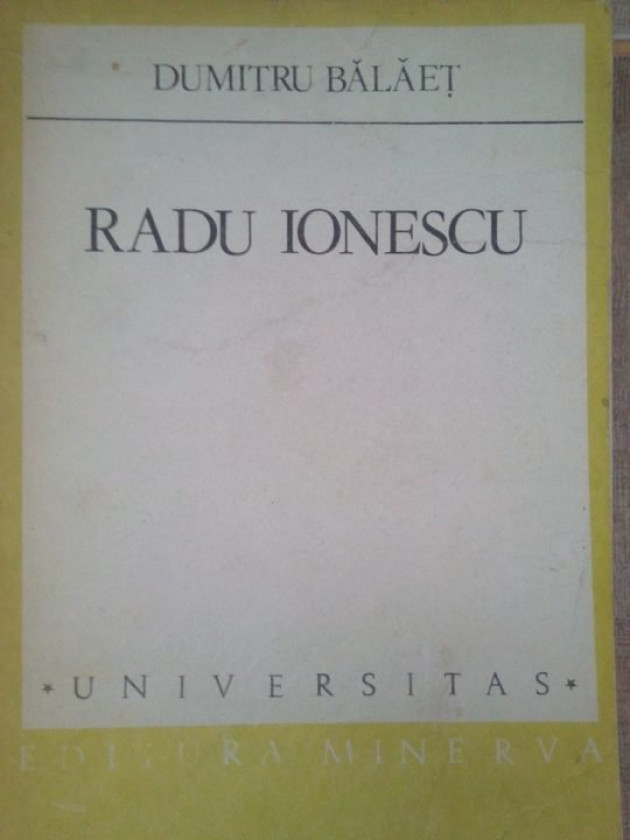 DUMITRU BĂLĂEȚ
RADU IONESCU
* UNIVERSITAS *
EDITURA MINERVA